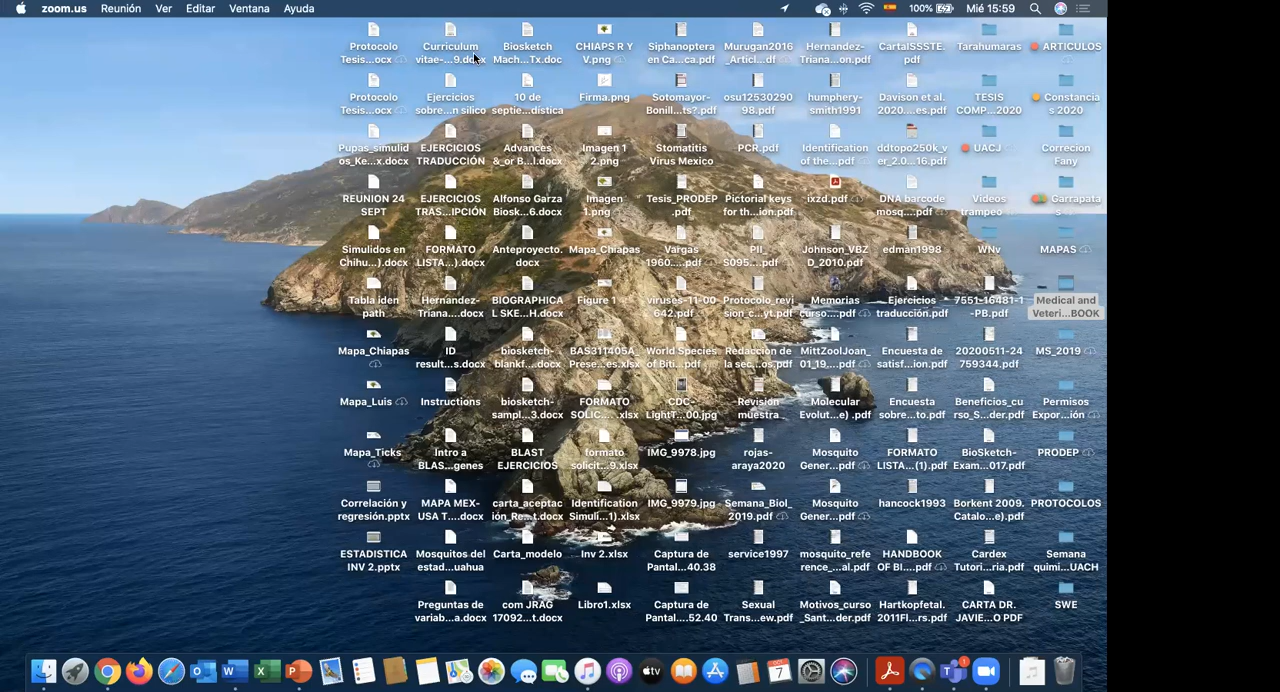 zoom.us Reunión Ver Editar Ventana Ayuda 100% Mié 15:59
Protocolo Tesis...ocx
Curriculum vitae-...9.docx
Biosketch Mach...Tx.doc
CHIAPS R Y V.png
Siphanoptera en Ca...ca.pdf
Murugan2016 _Articl...df
Hernandez-Triana...on.pdf
CartaISSSTE.pdf
Tarahumaras
ARTICULOS
Protocolo Tesis...ocx
Ejercicios sobre...n silico
10 de septie...dística
Firma.png
Sotomayor-Bonill...ts?.pdf
osu12530290 98.pdf
humphery-smith1991
Davison et al. 2020....es.pdf
TESIS COMP...2020
Constancias 2020
Pupas_simulid os_Ke...x.docx
EJERCICIOS TRADUCCIÓN
Advances &_or B...l.docx
Imagen 1 2.png
Stomatitis Virus Mexico
PCR.pdf
Identification of the...pdf
ddtopo250k_v er_2.0...16.pdf
UACJ
Correcion Fany
REUNION 24 SEPT
EJERCICIOS TRAS...IPCIÓN
Alfonso Garza Biosk...6.docx
Imagen 1.png
Tesis_PRODEP .pdf
Pictorial keys for th...ion.pdf
ixzd.pdf
DNA barcode mosq....pdf
Videos trampeo
Garrapatas
Simulidos en Chihu...).docx
FORMATO LISTA...).docx
Anteproyecto.docx
Mapa_Chiapas
Vargas 1960....pdf
PII_ S095....pdf
Johnson_VBZ D_2010.pdf
edman1998
WNv
MAPAS
Tabla iden path
Hernandez-Triana...docx
BIOGRAPHICAL SKE...H.docx
Figure 1
viruses-11-00 642.pdf
Protocolo_revi sion_c...yt.pdf
Memorias curso....pdf
Ejercicios traducción.pdf
7551-16481-1 -PB.pdf
Medical and Veteri...BOOK
Mapa_Chiapas
ID result...s.docx
biosketch-blankf...docx
BAS311405A_ Prese...es.xlsx
World Species of Biti...pdf
Redaccion de la sec...os.pdf
MittZoolJoan_ 01_19_...pdf
Encuesta de satisf...ion.pdf
20200511-24 759344.pdf
MS_2019
Mapa_Luis
Instructions
biosketch-sampl...3.docx
FORMATO SOLIC.... .xlsx
CDC-LightT...00.jpg
Revision muestra
Molecular Evolut...e) .pdf
Encuesta sobre...to.pdf
Beneficios_cu rso_S...der.pdf
Permisos Expor...ión
Mapa_Ticks
Intro a BLAS...genes
BLAST EJERCICIOS
formato solicit...9.xlsx
IMG_9978.jpg
rojas-araya2020
Mosquito Gener...pdf
FORMATO LISTA...(1).pdf
BioSketch-Exam...017.pdf
PRODEP
Correlación y regresión.pptx
MAPA MEX-USA T....docx
carta_aceptac ión_Re...t.docx
Identification Simuli...1).xlsx
IMG_9979.jpg
Semana_Biol_ 2019.pdf
Mosquito Gener...pdf
hancock1993
Borkent 2009. Catalo...e).pdf
PROTOCOLOS
ESTADISTICA INV 2.pptx
Mosquitos del estad...uahua
Carta_modelo
Inv 2.xlsx
Captura de Pantal...40.38
service1997
mosquito_refe rence_...al.pdf
HANDBOOK OF BI....pdf
Cardex Tutori...ria.pdf
Semana quimi...UACH
Preguntas de variab...a.docx
com JRAG 17092...t.docx
Libro1.xlsx
Captura de Pantal...52.40
Sexual Trans...ew.pdf
Motivos_curso _Sant...der.pdf
Hartkopfetal. 2011Fl...rs.pdf
CARTA DR. JAVIE...O PDF
SWE
OCT 7
tv
1